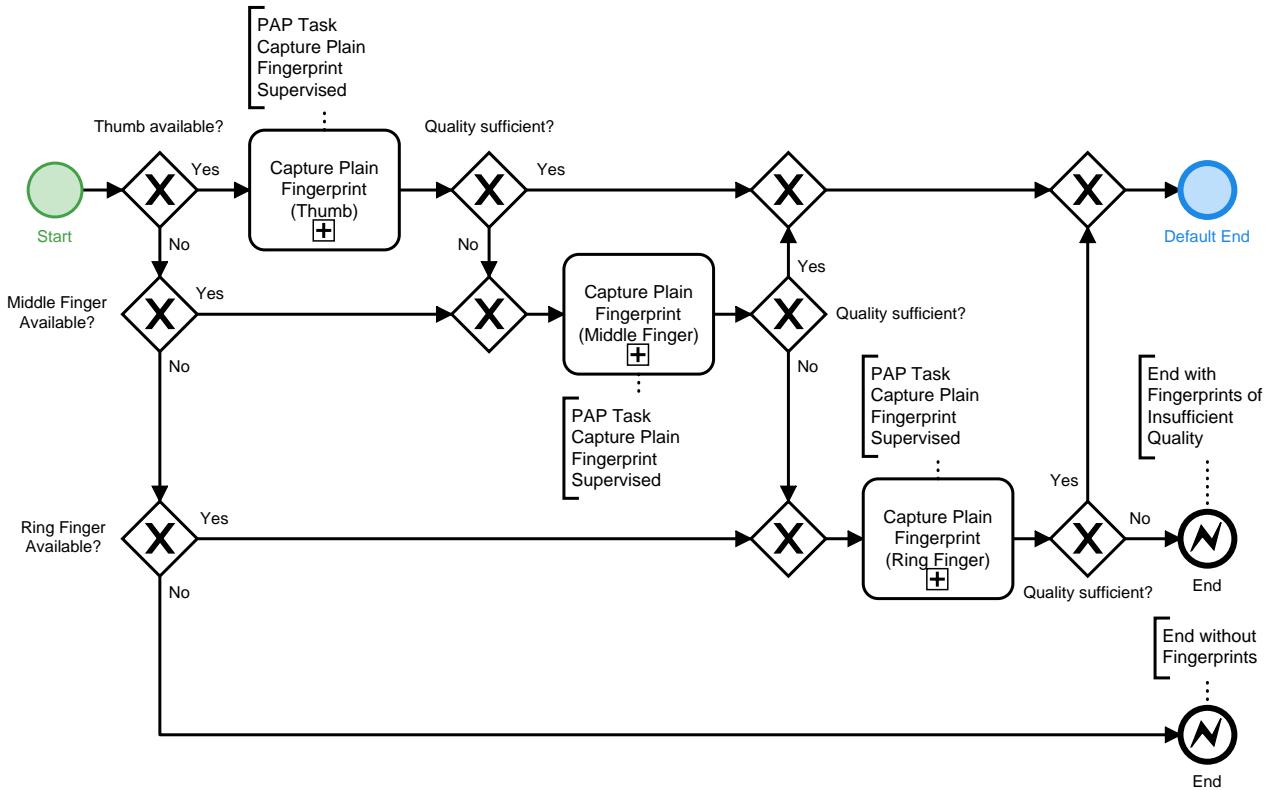 PAP Task
Capture Plain
Fingerprint
Supervised
Thumb available?
Quality sufficient?
Yes
Yes
Capture Plain
Fingerprint
(Thumb)
Start
Default End
No
No
Yes
Yes
Middle Finger
Available?
Capture Plain
Fingerprint
(Middle Finger)
Quality sufficient?
No
No
PAP Task
Capture Plain
Fingerprint
Supervised
PAP Task
Capture Plain
Fingerprint
Supervised
End with
Fingerprints of
Insufficient
Quality
Yes
Ring Finger
Available?
Yes
Capture Plain
Fingerprint
(Ring Finger)
No
No
Quality sufficient?
End
End without
Fingerprints
End